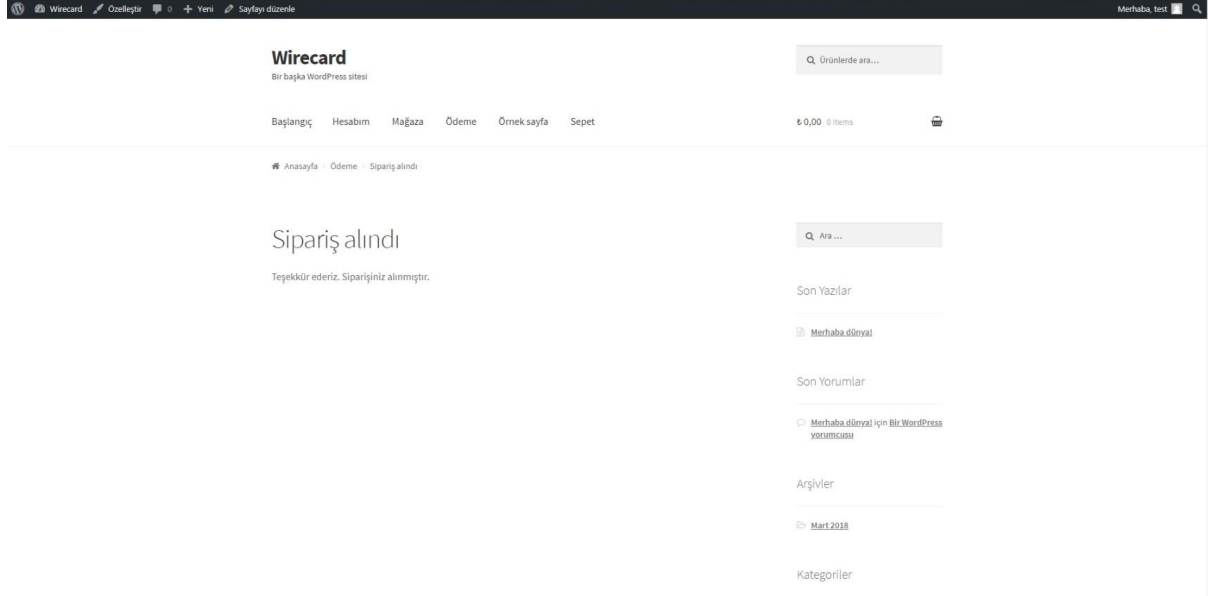 Wirecard Özelleştir 0 Yeni Sayfayı düzenle Merhaba, test
Wirecard
Bir başka WordPress sitesi
Ürünlerde ara...
Başlangıç Hesabım Mağaza Ödeme Örnek sayfa Sepet
₺ 0,00 0 items
Anasayfa Ödeme Sipariş alındı
Sipariş alındı
Teşekkür ederiz. Siparişiniz alınmıştır.
Ara ...
Son Yazılar
Merhaba dünya!
Son Yorumlar
Merhaba dünya! için Bir WordPress
yorumcusu
Arşivler
Mart 2018
Kategoriler